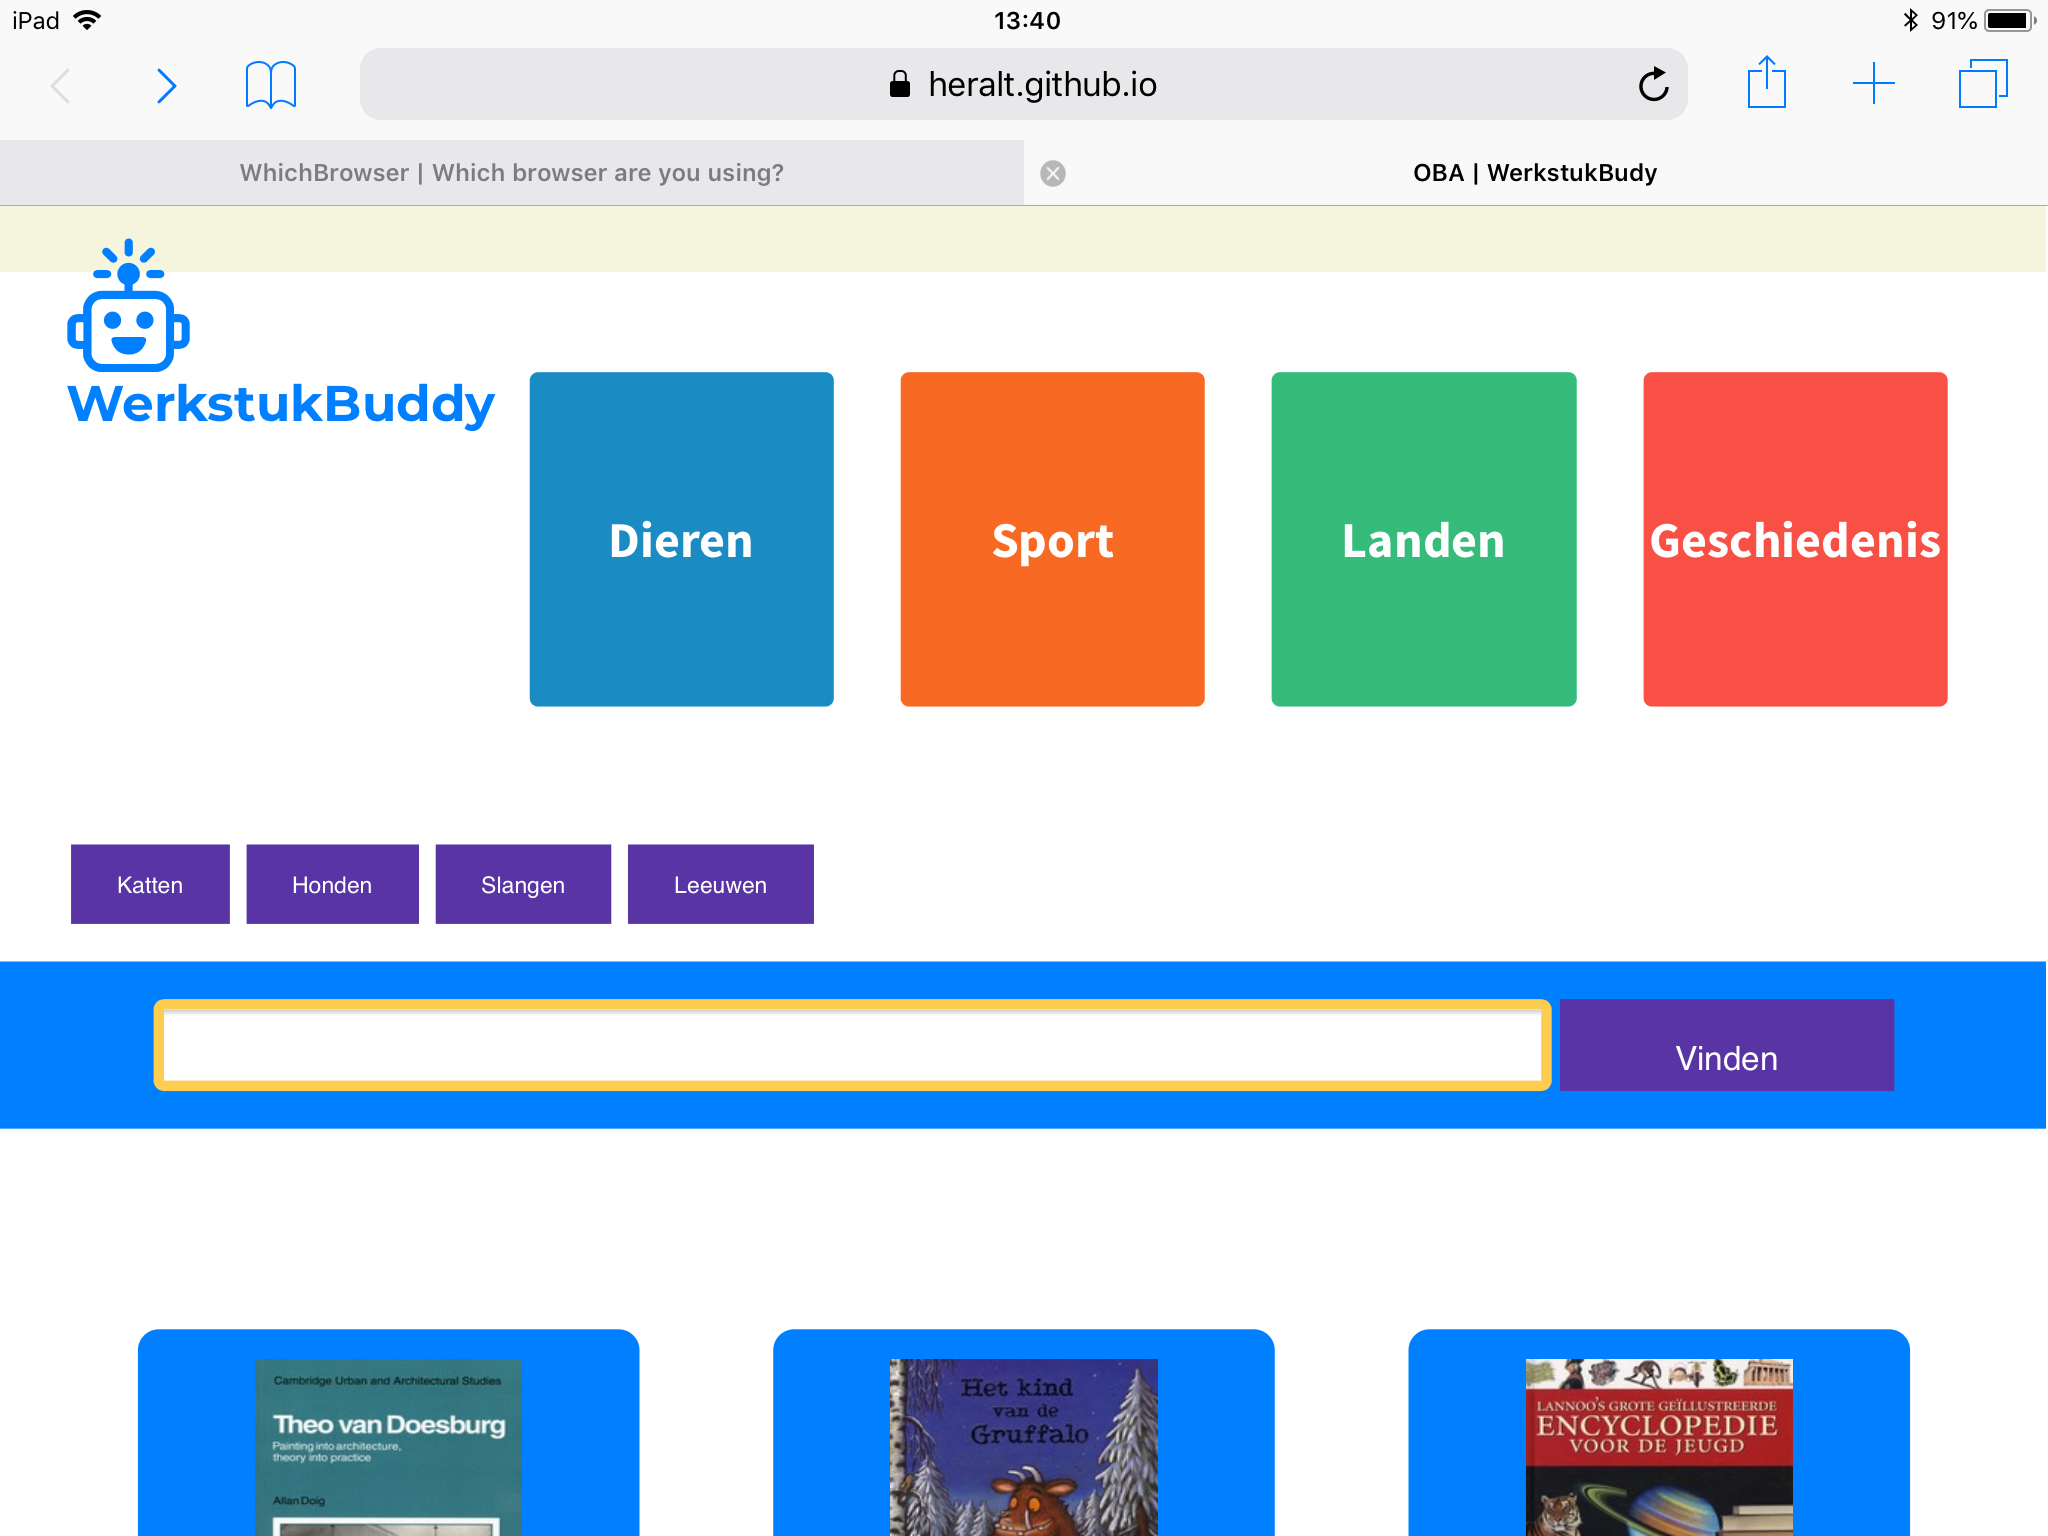 iPad 13:40 91%
heralt.github.io
WhichBrowser | Which browser are you using? OBA | WerkstukBudy
WerkstukBuddy
Dieren Sport Landen Geschiedenis
Katten Honden Slangen Leeuwen
Vinden
Cambridge Urban and Architectural Studies
Theo van Doesburg
Painting into architecture,
theory into practice
Allan Doig
Het kind
van de
Gruffalo
LANNOO'S GROTE GEÏLLUSTREERDE
ENCYCLOPEDIE
VOOR DE JEUGD